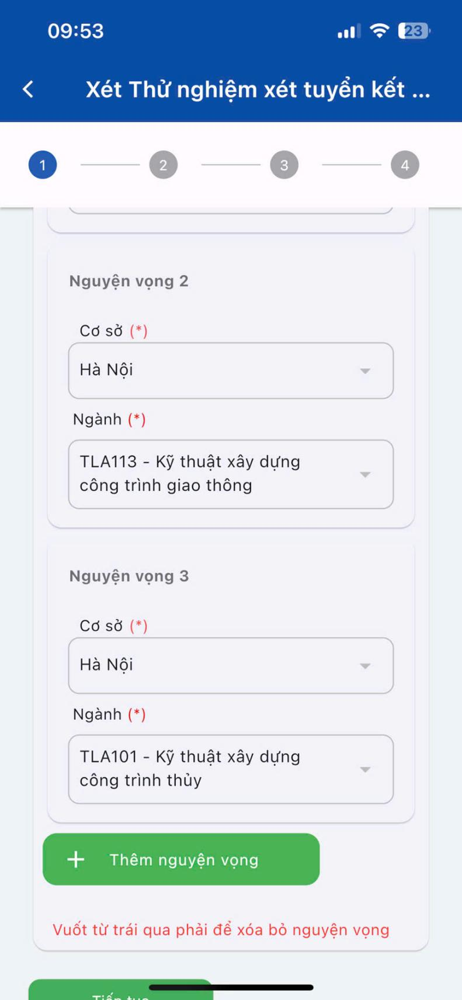 09:53
23
Xét Thử nghiệm xét tuyển kết ...
1
2
3
4
Nguyện vọng 2
Cơ sở (*)
Hà Nội
Ngành (*)
TLA113 - Kỹ thuật xây dựng
công trình giao thông
Nguyện vọng 3
Cơ sở (*)
Hà Nội
Ngành (*)
TLA101 - Kỹ thuật xây dựng
công trình thủy
+ Thêm nguyện vọng
Vuốt từ trái qua phải để xóa bỏ nguyện vọng
Tiếp tục